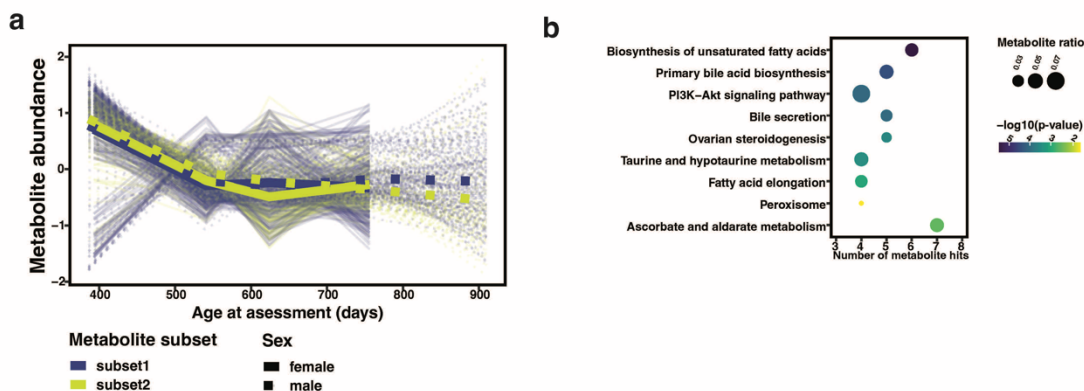 a
Metabolite abundance
2
1
0
−1
−2
400 500 600 700 800 900
Age at asessment (days)
Metabolite subset
subset1
subset2
Sex
female
male
b
Biosynthesis of unsaturated fatty acids
Primary bile acid biosynthesis
PI3K−Akt signaling pathway
Bile secretion
Ovarian steroidogenesis
Taurine and hypotaurine metabolism
Fatty acid elongation
Peroxisome
Ascorbate and aldarate metabolism
3 4 5 6 7 8
Number of metabolite hits
Metabolite ratio
0.03 0.05 0.07
−log10(p-value)
5 4 3 2